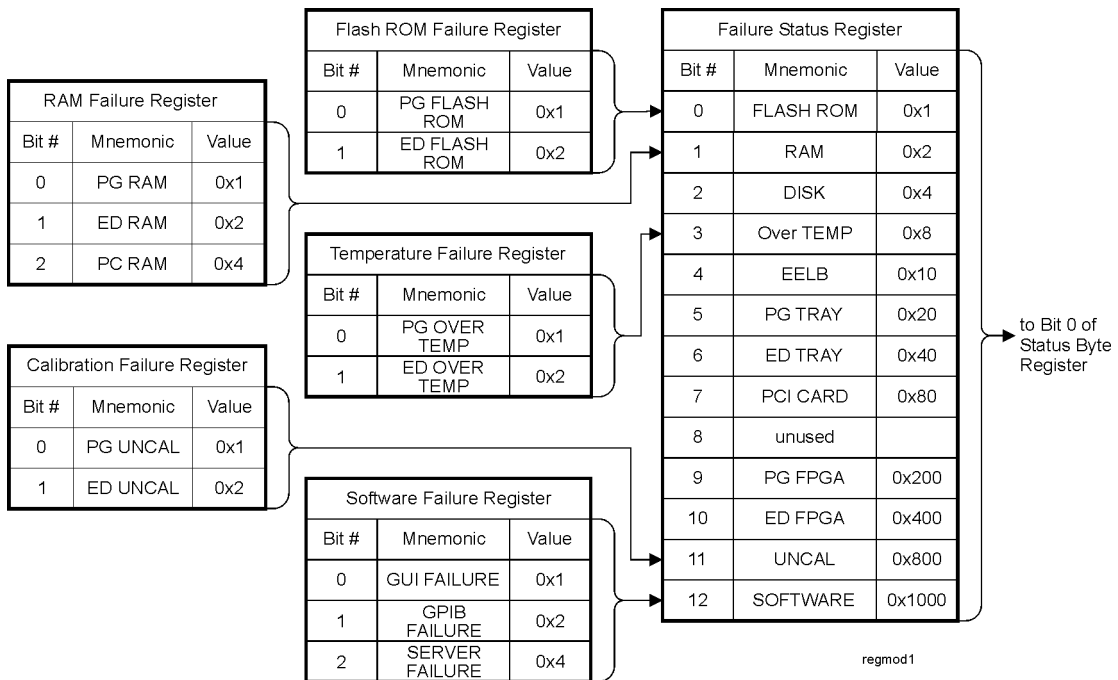 RAM Failure Register
Bit # Mnemonic Value
0 PG RAM 0x1
1 ED RAM 0x2
2 PC RAM 0x4
Calibration Failure Register
Bit # Mnemonic Value
0 PG UNCAL 0x1
1 ED UNCAL 0x2
Flash ROM Failure Register
Bit # Mnemonic Value
0 PG FLASH ROM 0x1
1 ED FLASH ROM 0x2
Temperature Failure Register
Bit # Mnemonic Value
0 PG OVER TEMP 0x1
1 ED OVER TEMP 0x2
Software Failure Register
Bit # Mnemonic Value
0 GUI FAILURE 0x1
1 GPIB FAILURE 0x2
2 SERVER FAILURE 0x4
Failure Status Register
Bit # Mnemonic Value
0 FLASH ROM 0x1
1 RAM 0x2
2 DISK 0x4
3 Over TEMP 0x8
4 EELB 0x10
5 PG TRAY 0x20
6 ED TRAY 0x40
7 PCI CARD 0x80
8 unused
9 PG FPGA 0x200
10 ED FPGA 0x400
11 UNCAL 0x800
12 SOFTWARE 0x1000
to Bit 0 of
Status Byte
Register
regmod1